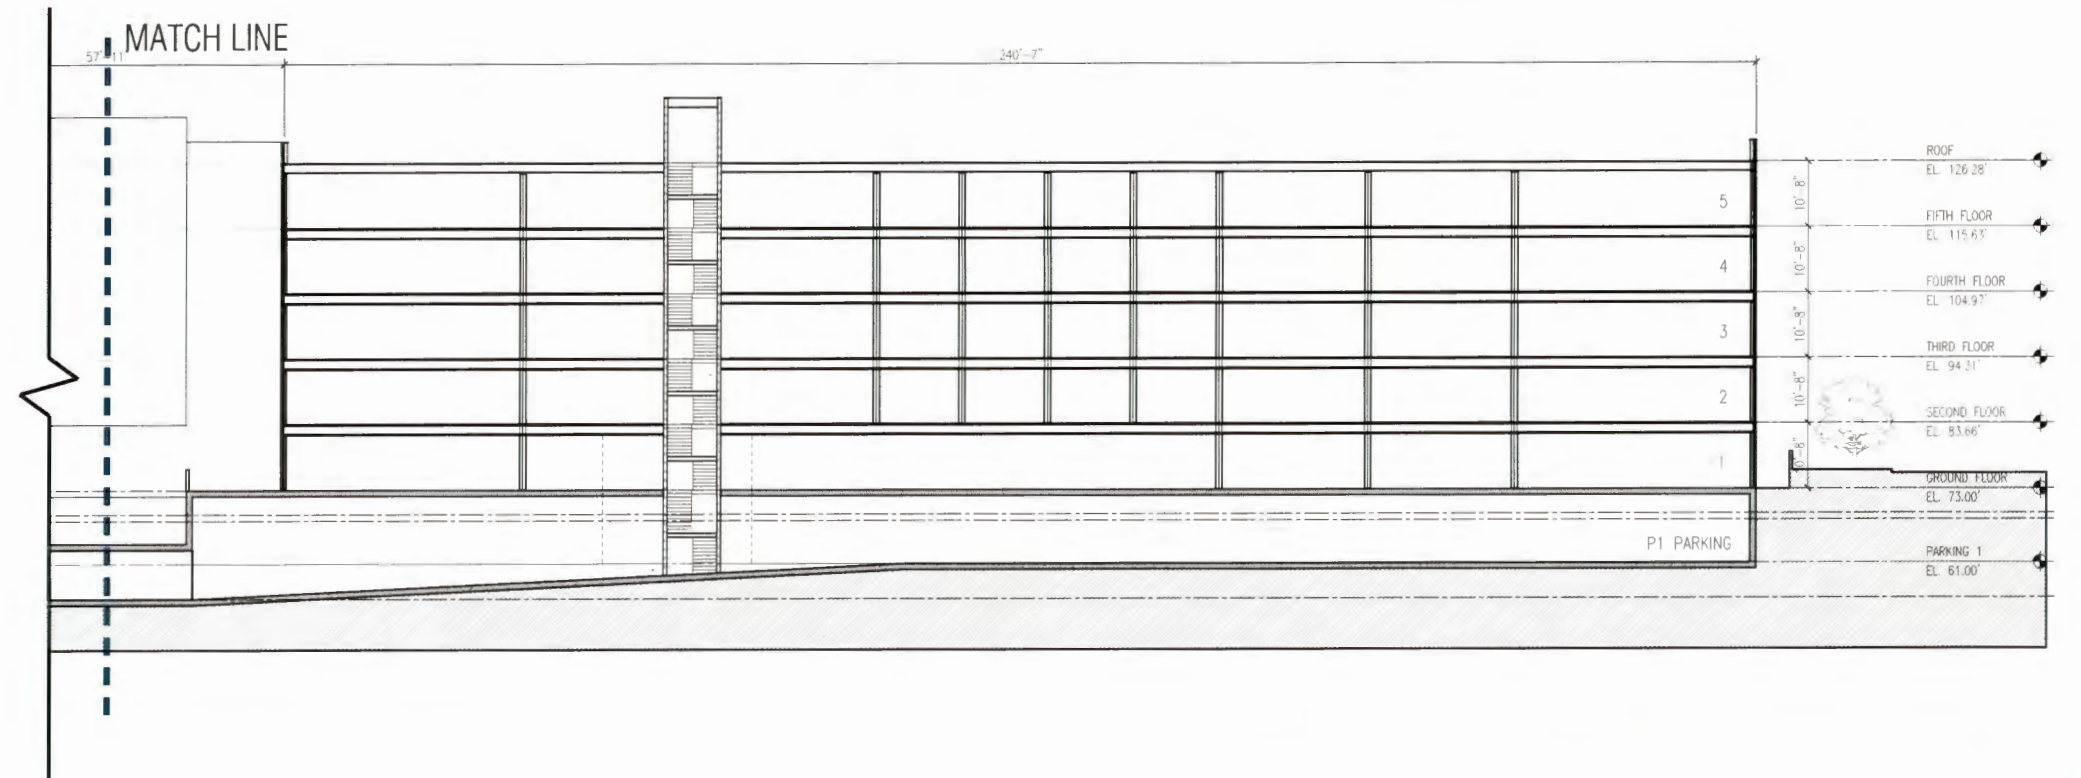 MATCH LINE
57'-11"
240'-7"
ROOF
EL. 126.28'
10'-8"
5
FIFTH FLOOR
EL. 115.63'
10'-8"
4
FOURTH FLOOR
EL. 104.97'
10'-8"
3
THIRD FLOOR
EL. 94.31'
10'-8"
2
SECOND FLOOR
EL. 83.66'
10'-8"
1
GROUND FLOOR
EL. 73.00'
P1 PARKING
PARKING 1
EL. 61.00'